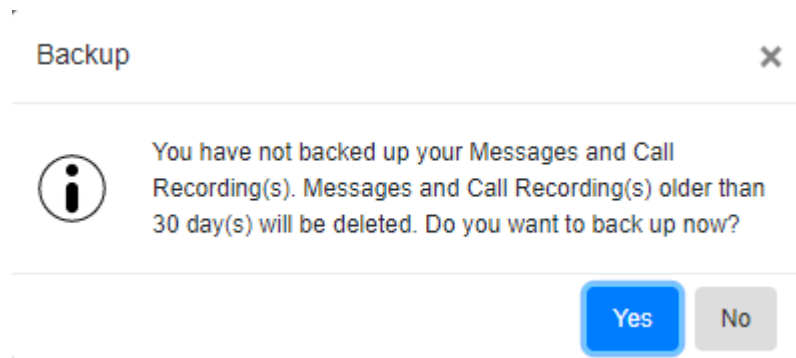 Backup
You have not backed up your Messages and Call
Recording(s). Messages and Call Recording(s) older than
30 day(s) will be deleted. Do you want to back up now?
Yes No